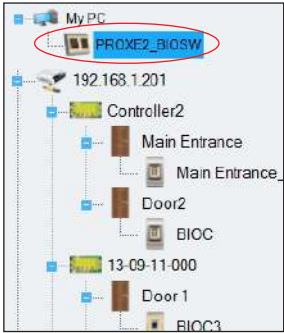 My PC
PROXE2_BIOSW
192.168.1.201
Controller2
Main Entrance
Main Entrance_
Door2
BIOC
13-09-11-000
Door 1
BIOC3